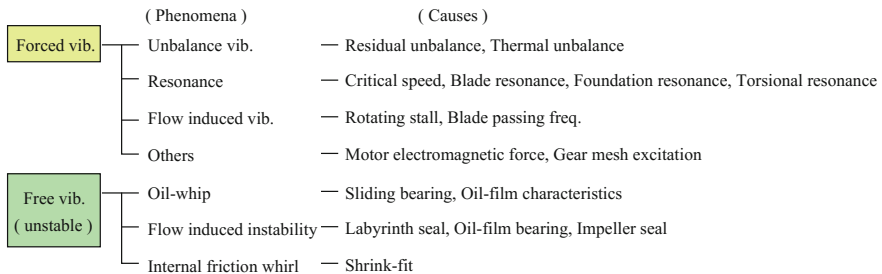 ( Phenomena ) ( Causes )
Forced vib. Unbalance vib. — Residual unbalance, Thermal unbalance
Resonance — Critical speed, Blade resonance, Foundation resonance, Torsional resonance
Flow induced vib. — Rotating stall, Blade passing freq.
Others — Motor electromagnetic force, Gear mesh excitation
Free vib.
( unstable )
Oil-whip — Sliding bearing, Oil-film characteristics
Flow induced instability — Labyrinth seal, Oil-film bearing, Impeller seal
Internal friction whirl — Shrink-fit